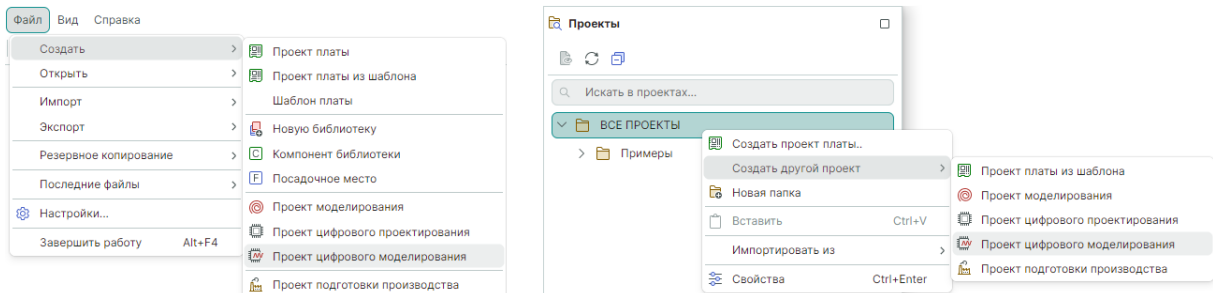 Файл Вид Справка
Создать
Открыть
Импорт
Экспорт
Резервное копирование
Последние файлы
Настройки...
Завершить работу Alt+F4
Проект платы
Проект платы из шаблона
Шаблон платы
Новую библиотеку
Компонент библиотеки
Посадочное место
Проект моделирования
Проект цифрового проектирования
Проект цифрового моделирования
Проект подготовки производства
Проекты
Искать в проектах...
ВСЕ ПРОЕКТЫ
Примеры
Создать проект платы..
Создать другой проект
Новая папка
Вставить Ctrl+V
Импортировать из
Свойства Ctrl+Enter
Проект платы из шаблона
Проект моделирования
Проект цифрового проектирования
Проект цифрового моделирования
Проект подготовки производства